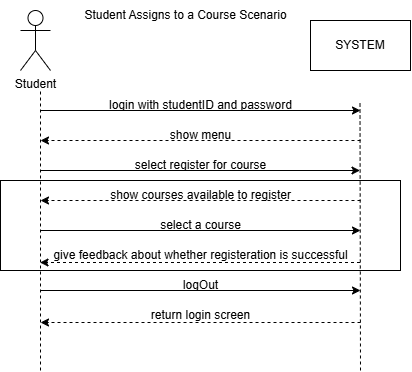 Student Assigns to a Course Scenario
SYSTEM
Student
login with studentID and password
show menu
select register for course
show courses available to register
select a course
give feedback about whether registeration is successful
logOut
return login screen